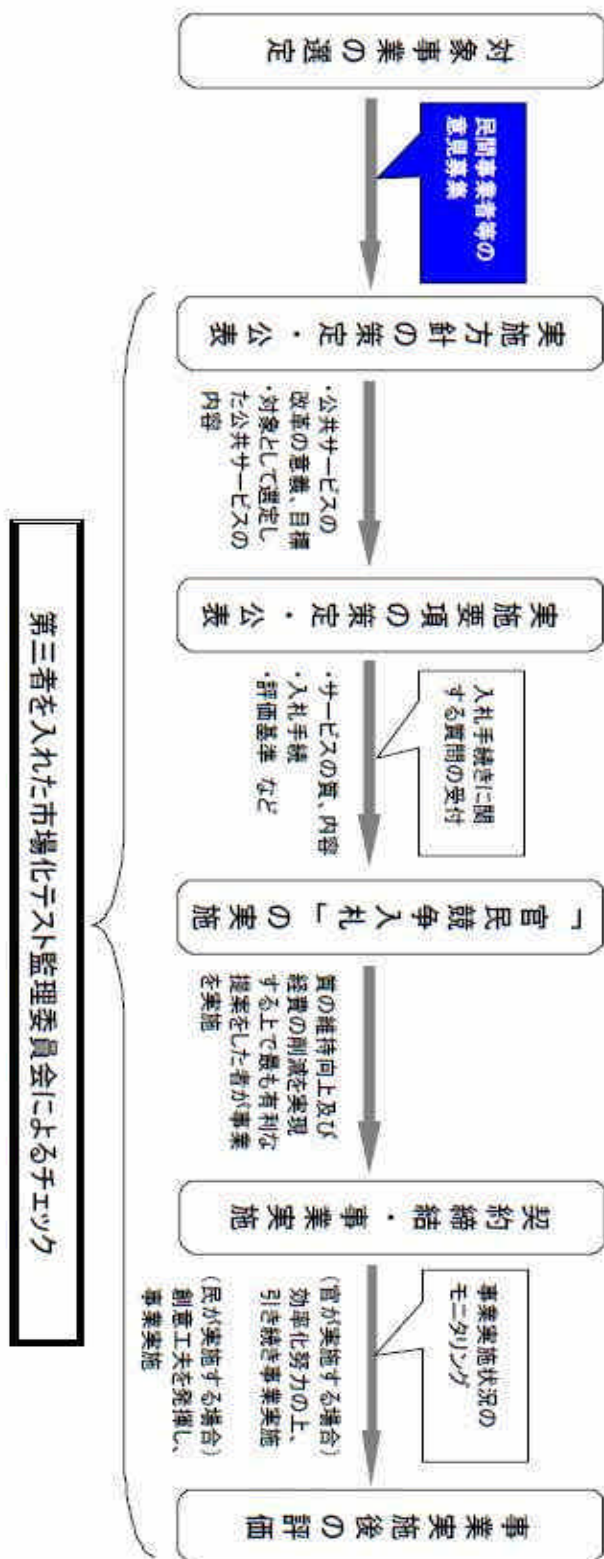 対象事業の選定
民間事業者等の
意見募集
実施方針の策定・公表
・公共サービスの
改革の意義、目標
・対象として選定し
た公共サービスの
内容
実施要項の策定・公表
入札手続きに関
する質問の受付
・サービスの質、内容
・入札手続
・評価基準 など
「官民競争入札」の実施
質の維持向上及び
経費の削減を実現
する上で最も有利な
提案をした者が事業
を実施
契約締結・事業実施
事業実施状況の
モニタリング
(官が実施する場合)
効率化努力の上、
引き続き事業実施
(民が実施する場合)
創意工夫を発揮し、
事業実施
事業実施後の評価
第三者を入れた市場化テスト監理委員会によるチェック